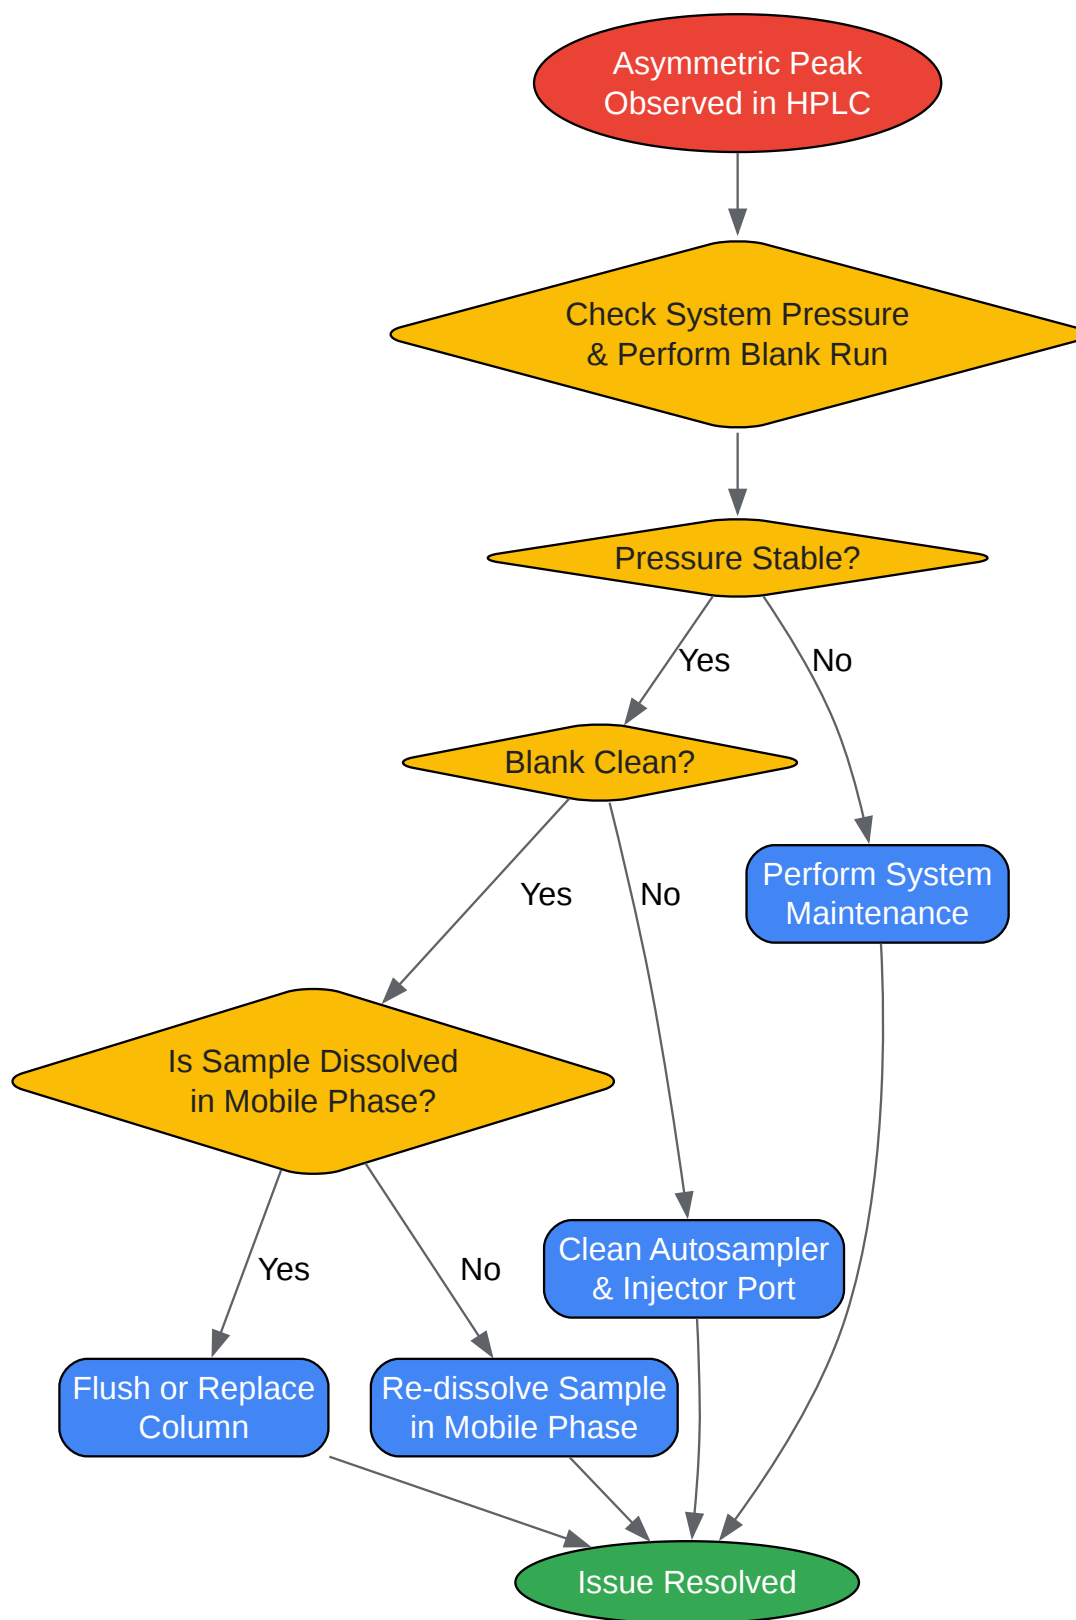 Asymmetric Peak
Observed in HPLC
Check System Pressure
& Perform Blank Run
Pressure Stable?
Yes
No
Blank Clean?
Yes
No
Perform System
Maintenance
Is Sample Dissolved
in Mobile Phase?
Yes
No
Clean Autosampler
& Injector Port
Flush or Replace
Column
Re-dissolve Sample
in Mobile Phase
Issue Resolved